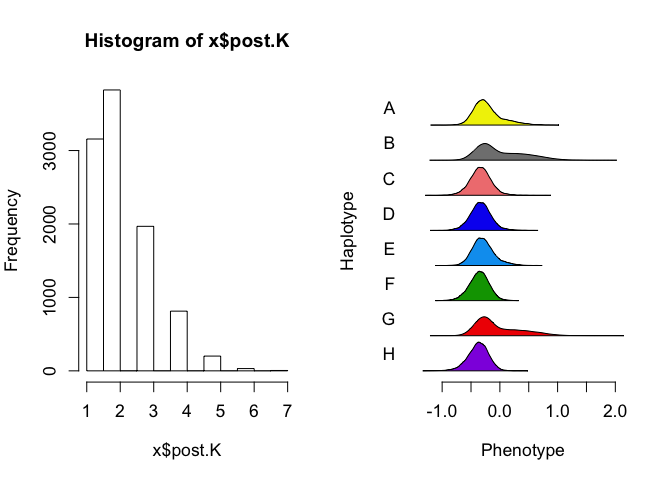 Histogram of x$post.K
Frequency
3000
2000
1000
0
1 2 3 4 5 6 7
x$post.K
Haplotype
A
B
C
D
E
F
G
H
-1.0 0.0 1.0 2.0
Phenotype